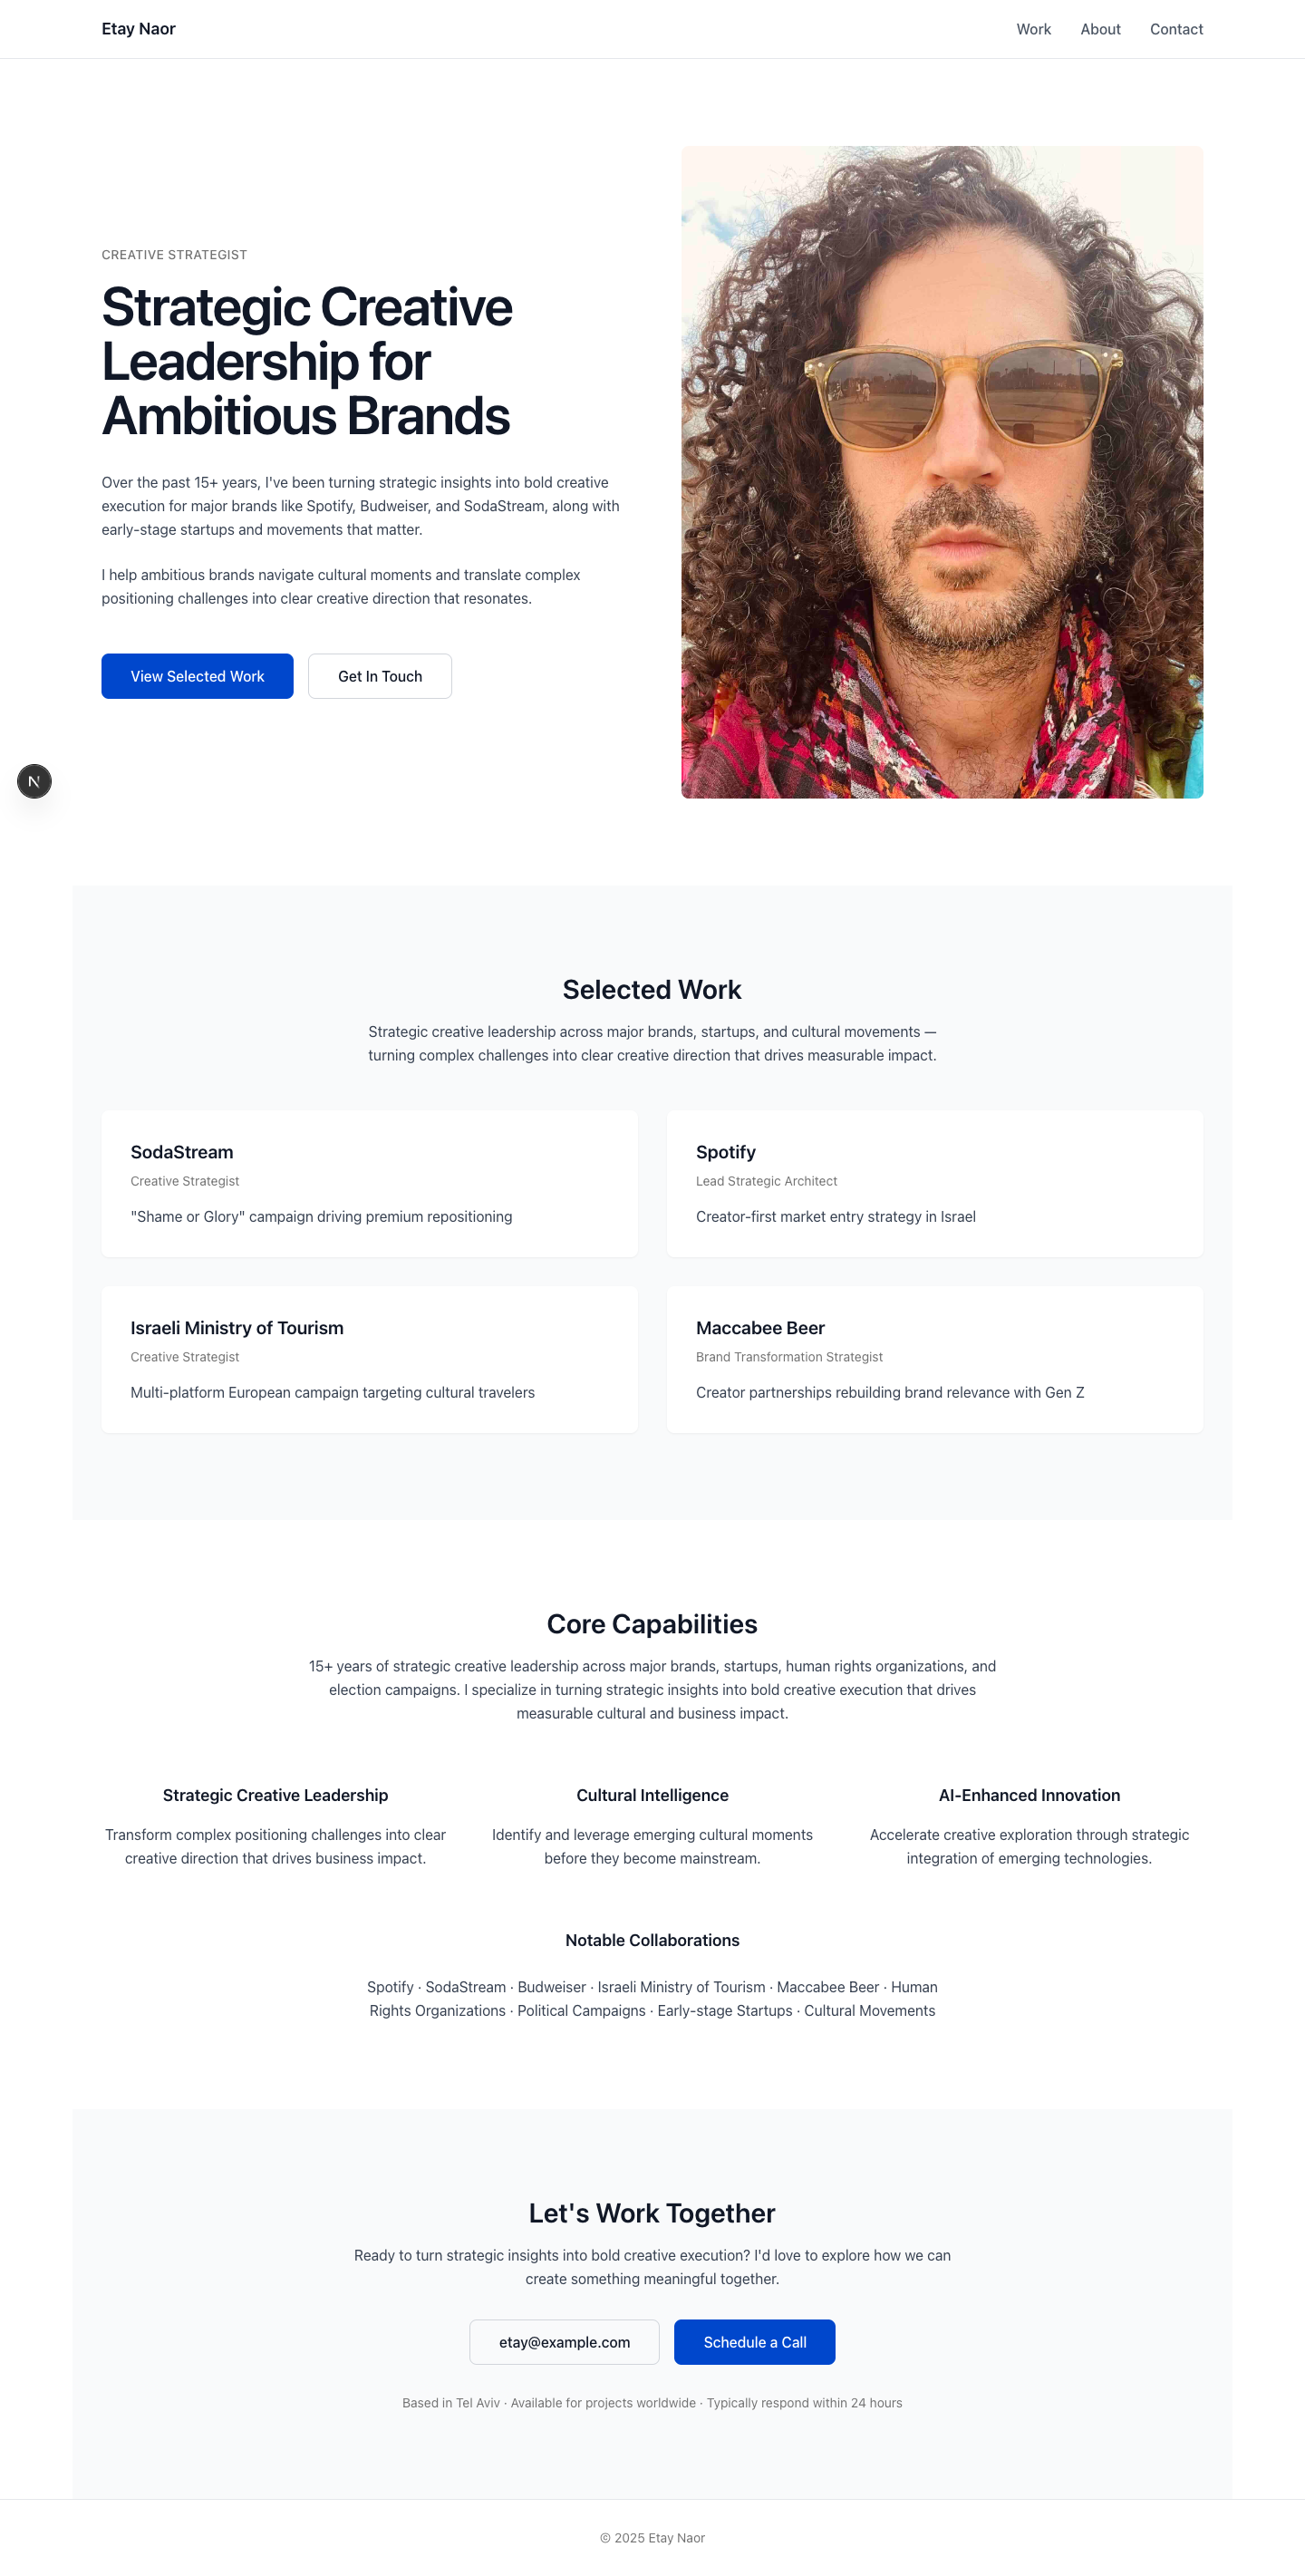 Etay Naor
Work About Contact
CREATIVE STRATEGIST
Strategic Creative
Leadership for
Ambitious Brands
Over the past 15+ years, I've been turning strategic insights into bold creative
execution for major brands like Spotify, Budweiser, and SodaStream, along with
early-stage startups and movements that matter.
I help ambitious brands navigate cultural moments and translate complex
positioning challenges into clear creative direction that resonates.
View Selected Work
Get In Touch
N
Selected Work
Strategic creative leadership across major brands, startups, and cultural movements —
turning complex challenges into clear creative direction that drives measurable impact.
SodaStream
Creative Strategist
"Shame or Glory" campaign driving premium repositioning
Spotify
Lead Strategic Architect
Creator-first market entry strategy in Israel
Israeli Ministry of Tourism
Creative Strategist
Multi-platform European campaign targeting cultural travelers
Maccabee Beer
Brand Transformation Strategist
Creator partnerships rebuilding brand relevance with Gen Z
Core Capabilities
15+ years of strategic creative leadership across major brands, startups, human rights organizations, and
election campaigns. I specialize in turning strategic insights into bold creative execution that drives
measurable cultural and business impact.
Strategic Creative Leadership
Transform complex positioning challenges into clear
creative direction that drives business impact.
Cultural Intelligence
Identify and leverage emerging cultural moments
before they become mainstream.
AI-Enhanced Innovation
Accelerate creative exploration through strategic
integration of emerging technologies.
Notable Collaborations
Spotify · SodaStream · Budweiser · Israeli Ministry of Tourism · Maccabee Beer · Human
Rights Organizations · Political Campaigns · Early-stage Startups · Cultural Movements
Let's Work Together
Ready to turn strategic insights into bold creative execution? I'd love to explore how we can
create something meaningful together.
etay@example.com
Schedule a Call
Based in Tel Aviv · Available for projects worldwide · Typically respond within 24 hours
© 2025 Etay Naor